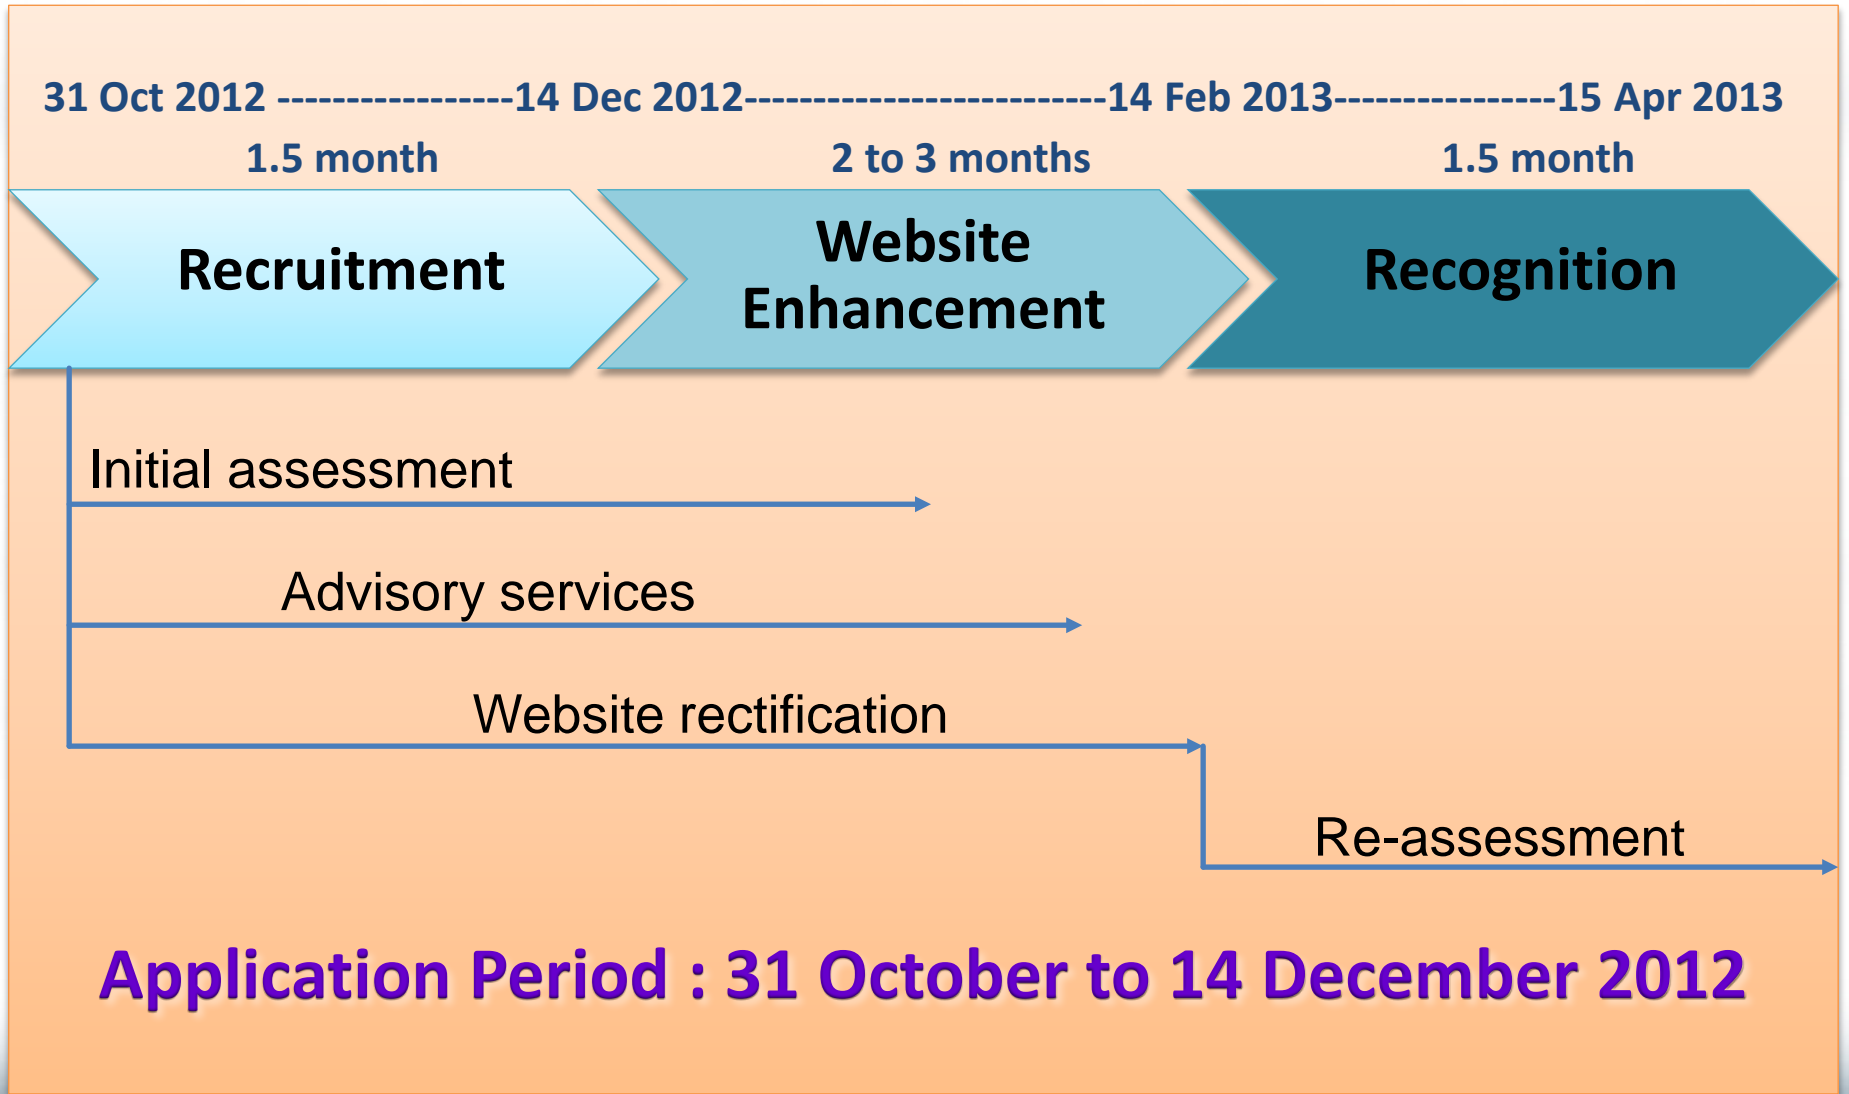 31 Oct 2012 -----------------14 Dec 2012--------------------------14 Feb 2013----------------15 Apr 2013
1.5 month 2 to 3 months 1.5 month
Recruitment
Website
Enhancement
Recognition
Initial assessment
Advisory services
Website rectification
Re-assessment
Application Period : 31 October to 14 December 2012